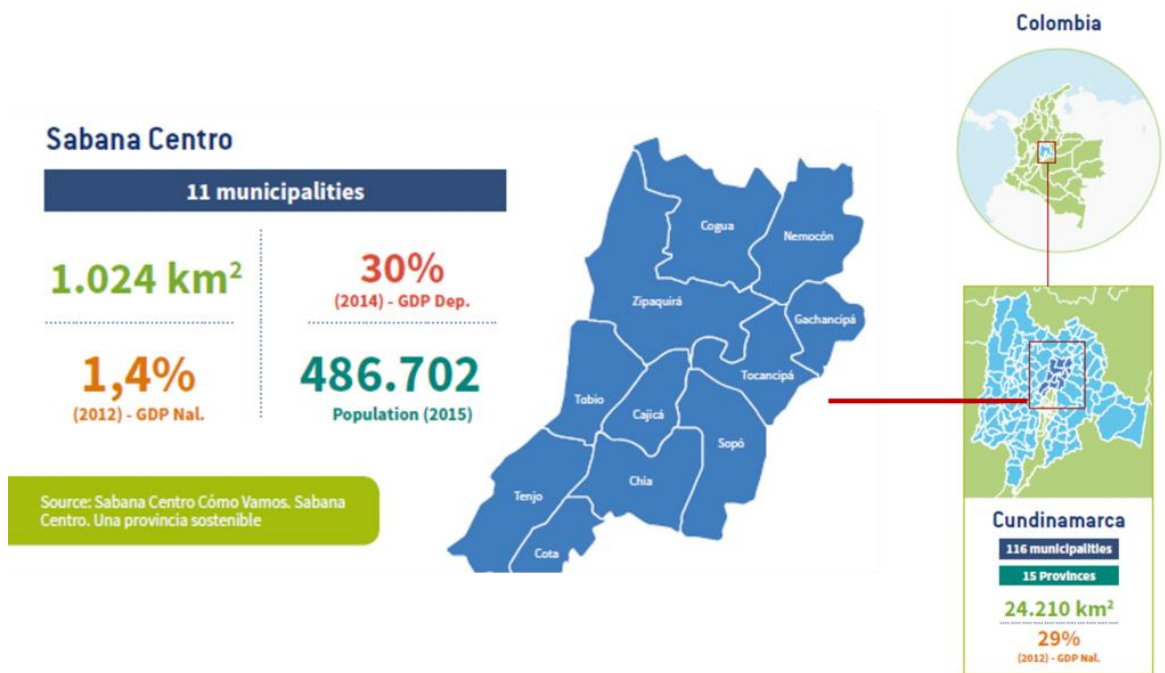 Colombia
Sabana Centro
11 municipalities
1.024 km²
30%
(2014) - GDP Dep.
1,4%
(2012) - GDP Nal.
486.702
Population (2015)
Source: Sabana Centro Cómo Vamos. Sabana
Centro. Una provincia sostenible
Cogua
Nemocón
Zipaquirá
Gachancipá
Tocancipá
Tobio
Cajicá
Sopó
Chia
Tenjo
Cota
Cundinamarca
116 municipalities
15 Provinces
24.210 km²
29%
(2012) - GDP Nal.